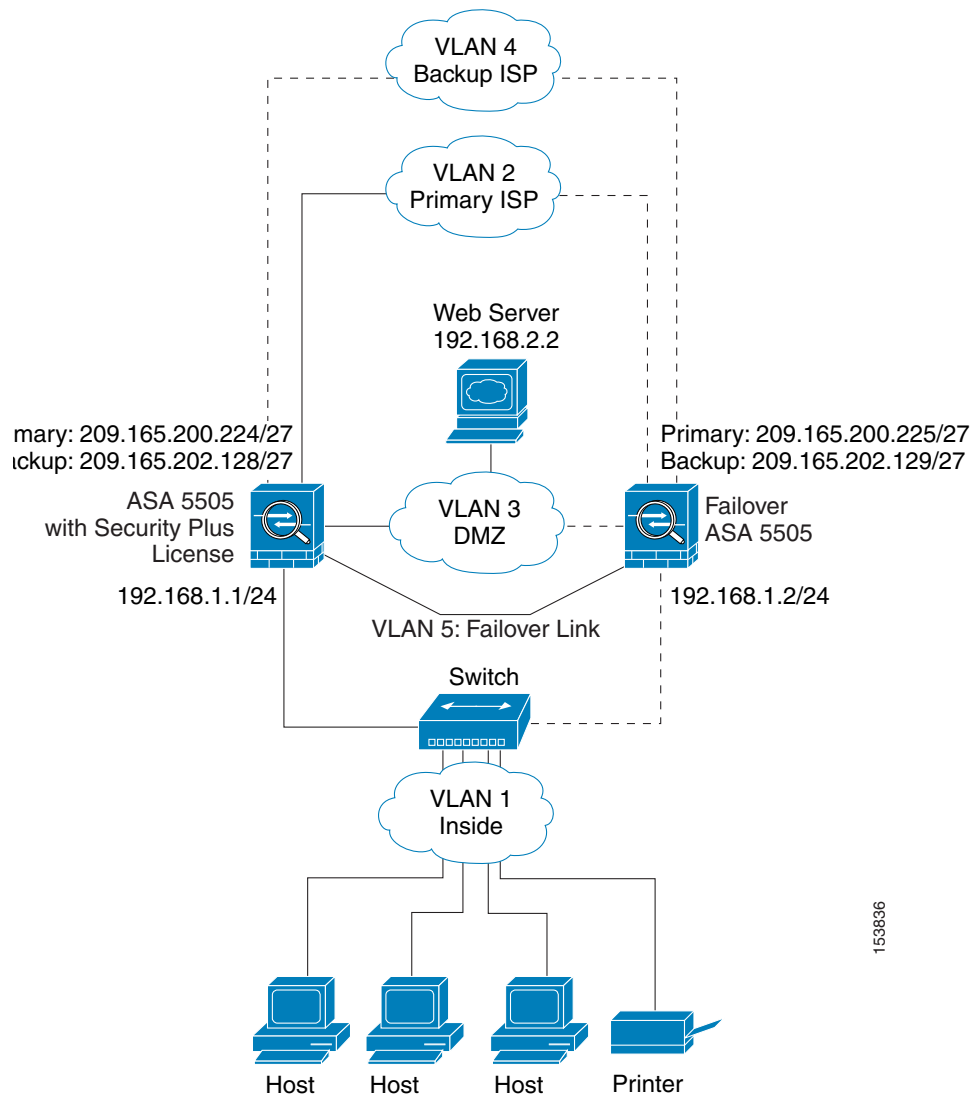 VLAN 4
Backup ISP
VLAN 2
Primary ISP
Web Server
192.168.2.2
mary: 209.165.200.224/27
ackup: 209.165.202.128/27
Primary: 209.165.200.225/27
Backup: 209.165.202.129/27
ASA 5505
with Security Plus
License
VLAN 3
DMZ
Failover
ASA 5505
192.168.1.1/24
192.168.1.2/24
VLAN 5: Failover Link
Switch
VLAN 1
Inside
153836
Host
Host
Host
Printer